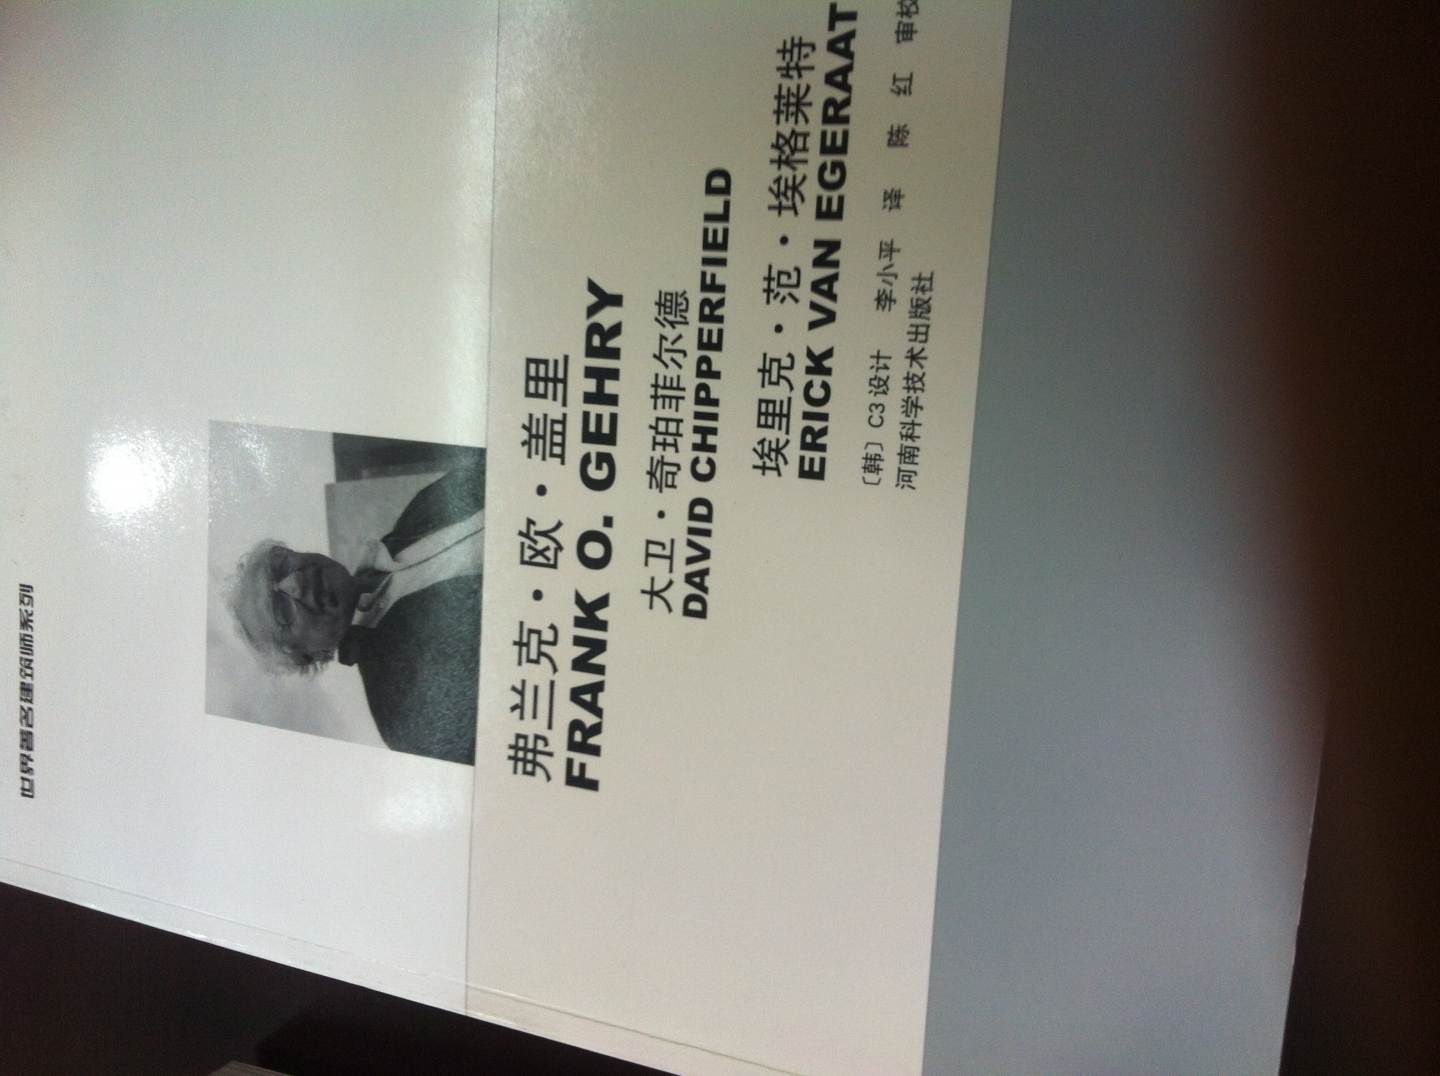 世界著名建筑师系列
弗兰克·欧·盖里
FRANK O. GEHRY
大卫·奇珀菲尔德
DAVID CHIPPERFIELD
埃里克·范·埃格莱特
ERICK VAN EGERAAT
〔韩〕C3设计 李小平 译 陈 红 审校
河南科学技术出版社